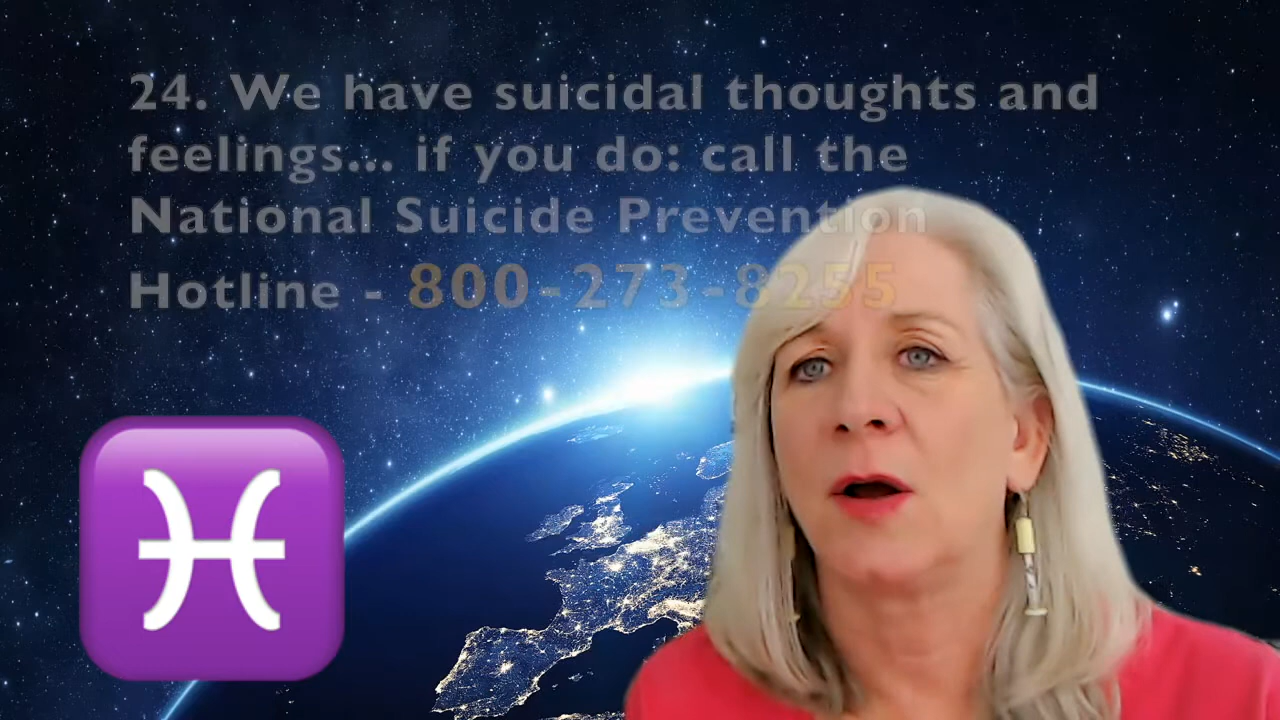 24. We have suicidal thoughts and
feelings... if you do: call the
National Suicide Prevention
Hotline - 800-273-8255